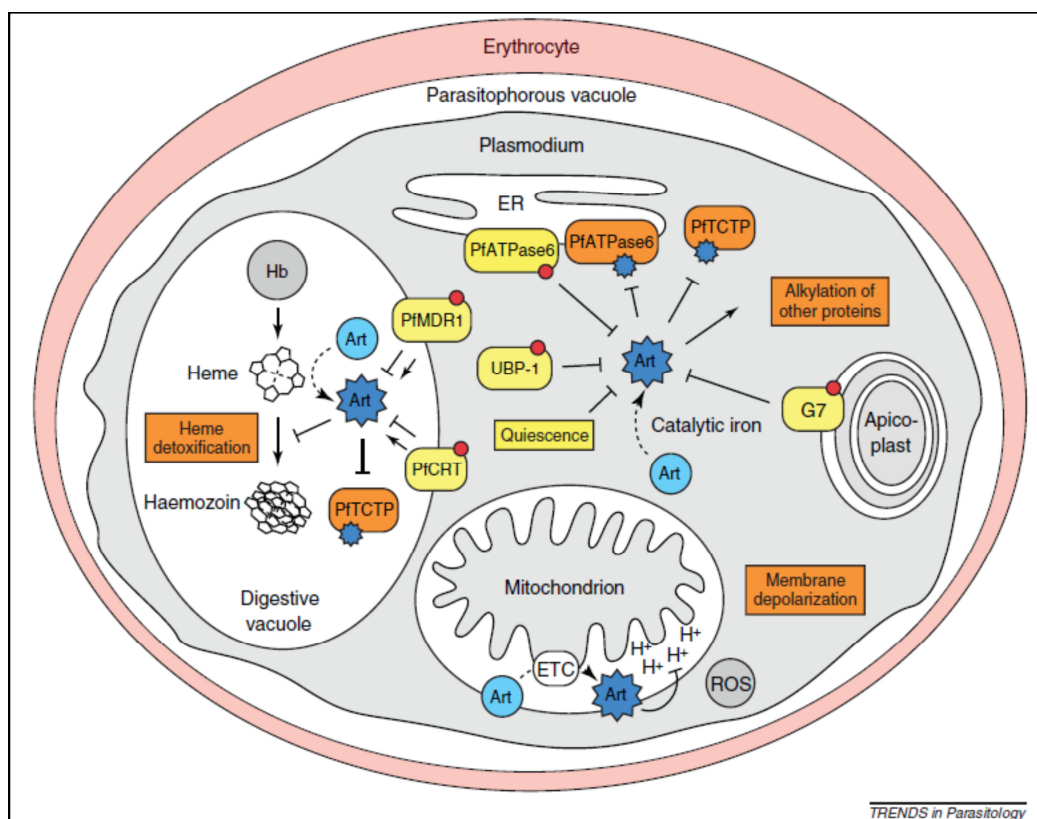 Erythrocyte
Parasitophorous vacuole
Plasmodium
ER
PfATPase6
PfATPase6
PfTCTP
Hb
Art
PfMDR1
Alkylation of
other proteins
Heme
Art
UBP-1
Art
G7
Apico-
plast
Heme
detoxification
Quiescence
Catalytic iron
PfCRT
Art
Haemozoin
PfTCTP
Digestive
vacuole
Mitochondrion
Membrane
depolarization
H+
H+
H+
H+
ETC
Art
Art
ROS
TRENDS in Parasitology